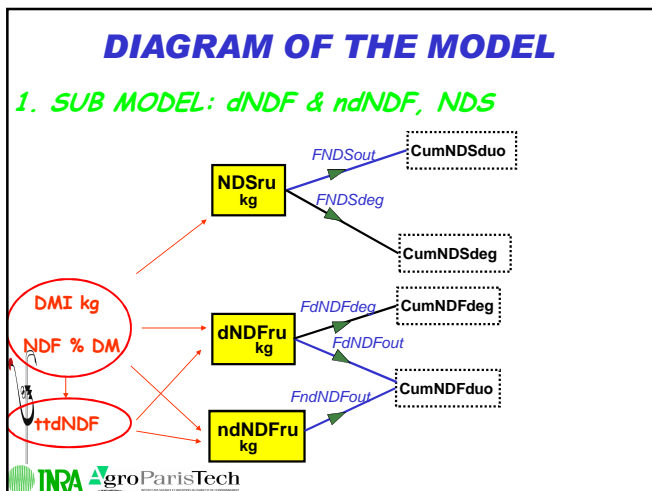 DIAGRAM OF THE MODEL
1. SUB MODEL: dNDF & ndNDF, NDS
FNDSout
CumNDSduo
NDSru
kg
FNDSdeg
CumNDSdeg
DMI kg
NDF % DM
FdNDFdeg
CumNDFdeg
dNDFru
kg
FdNDFout
CumNDFduo
ttdNDF
FndNDFout
ndNDFru
kg
INRA AgroParisTech